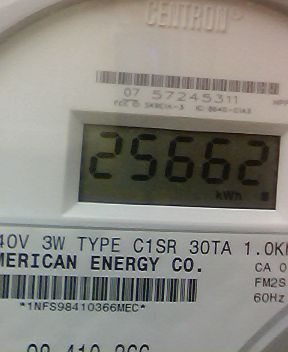 CENTRON®
07 57245311
25662
kWh
40V 3W TYPE C1SR 30TA 1.0K
MERICAN ENERGY CO.
CA 0
FM2S
60Hz
*1NFS98410366MEC*